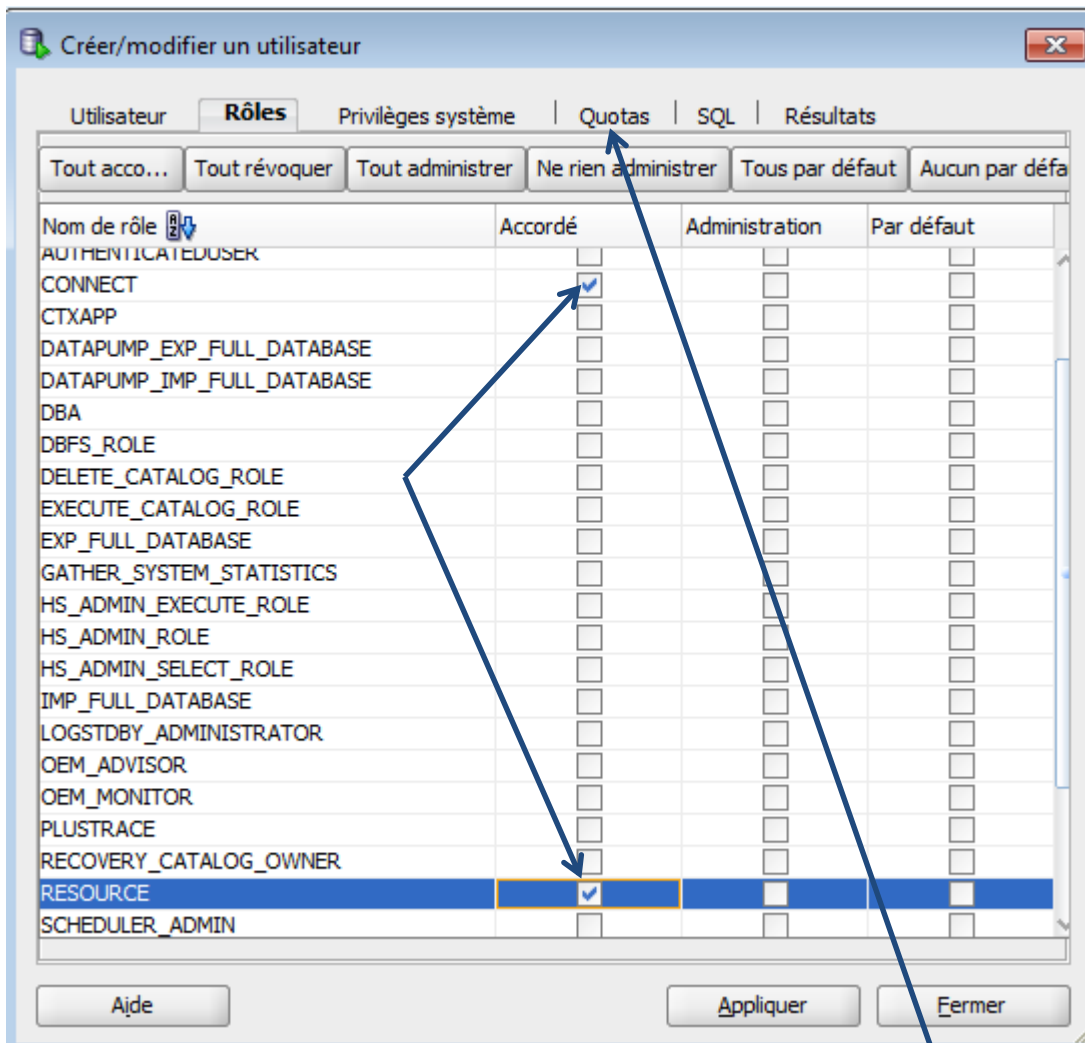 Créer/modifier un utilisateur
Utilisateur Rôles Privilèges système Quotas SQL Résultats
Tout acco... Tout révoquer Tout administrer Ne rien administrer Tous par défaut Aucun par défa
Nom de rôle Accordé Administration Par défaut
AUTHENTICATEDUSER
CONNECT
CTXAPP
DATAPUMP_EXP_FULL_DATABASE
DATAPUMP_IMP_FULL_DATABASE
DBA
DBFS_ROLE
DELETE_CATALOG_ROLE
EXECUTE_CATALOG_ROLE
EXP_FULL_DATABASE
GATHER_SYSTEM_STATISTICS
HS_ADMIN_EXECUTE_ROLE
HS_ADMIN_ROLE
HS_ADMIN_SELECT_ROLE
IMP_FULL_DATABASE
LOGSTDBY_ADMINISTRATOR
OEM_ADVISOR
OEM_MONITOR
PLUSTRACE
RECOVERY_CATALOG_OWNER
RESOURCE
SCHEDULER_ADMIN
Aide Appliquer Fermer